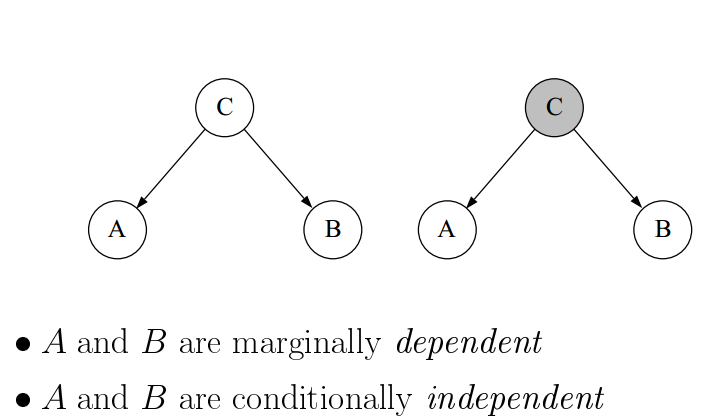 C C
A B A B
• A and B are marginally dependent
• A and B are conditionally independent